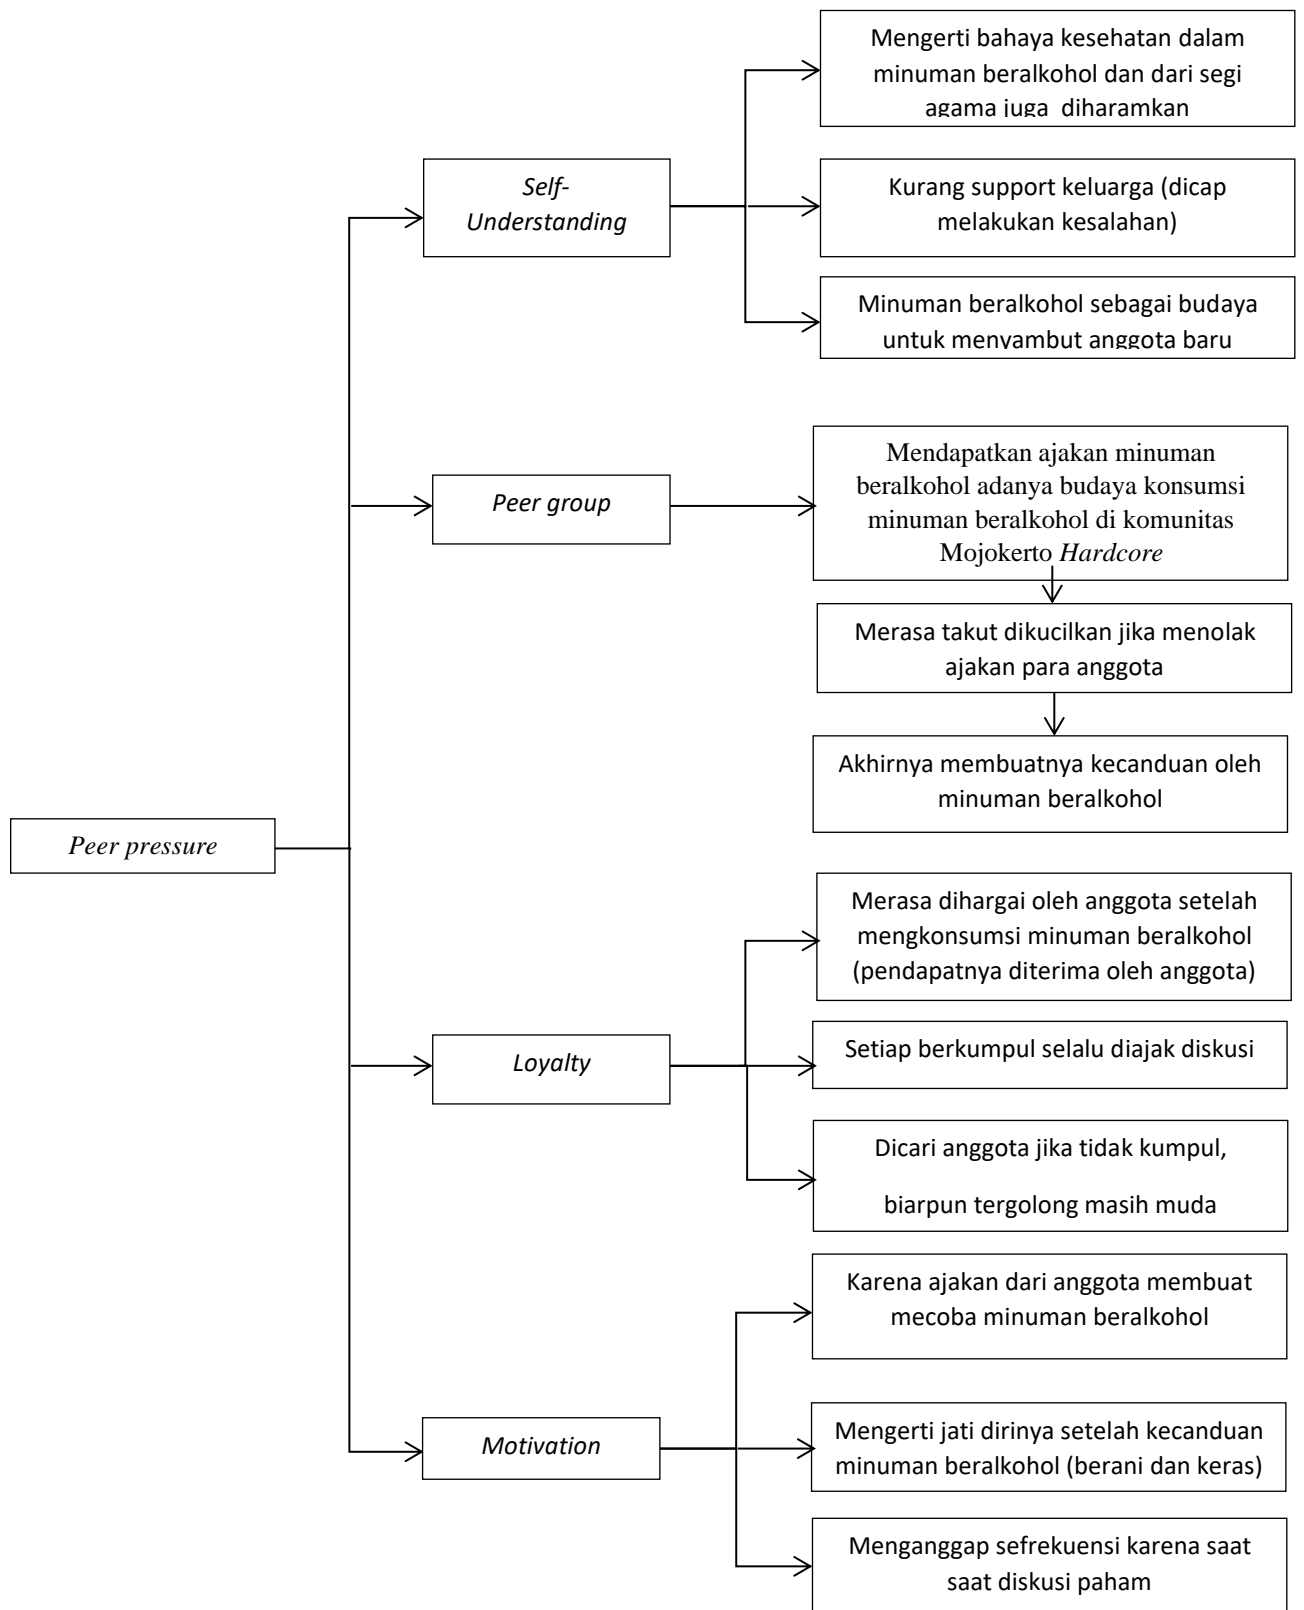 Mengerti bahaya kesehatan dalam
minuman beralkohol dan dari segi
agama juga diharamkan
Self-
Understanding
Kurang support keluarga (dicap
melakukan kesalahan)
Minuman beralkohol sebagai budaya
untuk menyambut anggota baru
Peer group
Mendapatkan ajakan minuman
beralkohol adanya budaya konsumsi
minuman beralkohol di komunitas
Mojokerto Hardcore
Merasa takut dikucilkan jika menolak
ajakan para anggota
Akhirnya membuatnya kecanduan oleh
minuman beralkohol
Peer pressure
Merasa dihargai oleh anggota setelah
mengkonsumsi minuman beralkohol
(pendapatnya diterima oleh anggota)
Loyalty
Setiap berkumpul selalu diajak diskusi
Dicari anggota jika tidak kumpul,
biarpun tergolong masih muda
Karena ajakan dari anggota membuat
mecoba minuman beralkohol
Motivation
Mengerti jati dirinya setelah kecanduan
minuman beralkohol (berani dan keras)
Menganggap sefrekuensi karena saat
saat diskusi paham